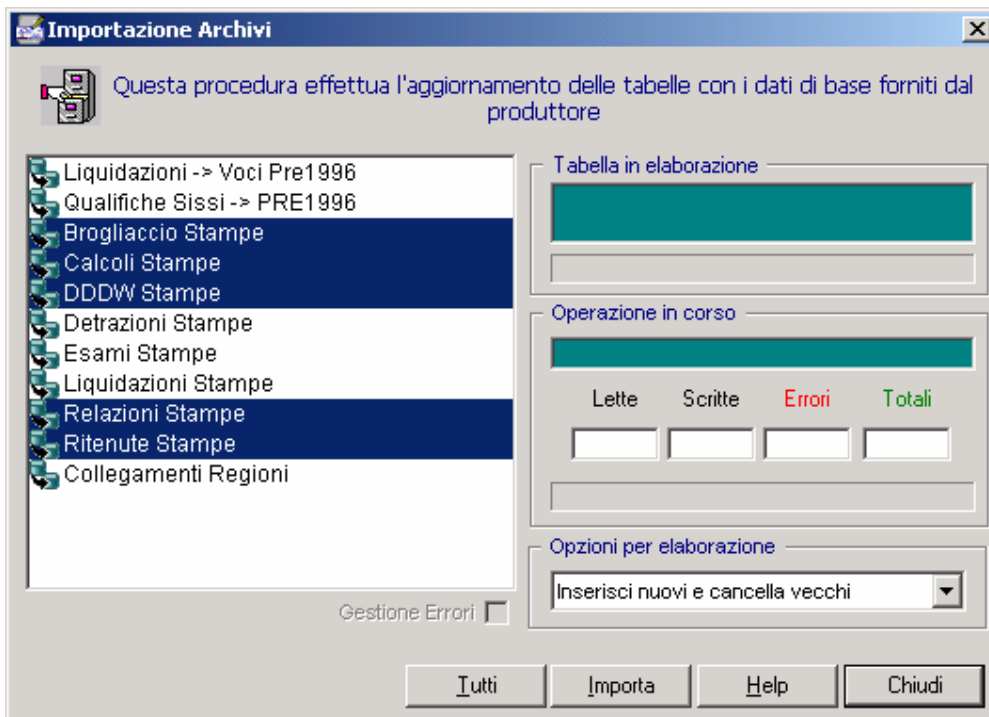 Importazione Archivi
Questa procedura effettua l'aggiornamento delle tabelle con i dati di base forniti dal
produttore
Liquidazioni -> Voci Pre1996
Qualifiche Sissi -> PRE1996
Brogliaccio Stampe
Calcoli Stampe
DDDW Stampe
Detrazioni Stampe
Esami Stampe
Liquidazioni Stampe
Relazioni Stampe
Ritenute Stampe
Collegamenti Regioni
Gestione Errori
Tabella in elaborazione
Operazione in corso
Lette Scritte Errori Totali
Opzioni per elaborazione
Inserisci nuovi e cancella vecchi
Tutti Importa Help Chiudi